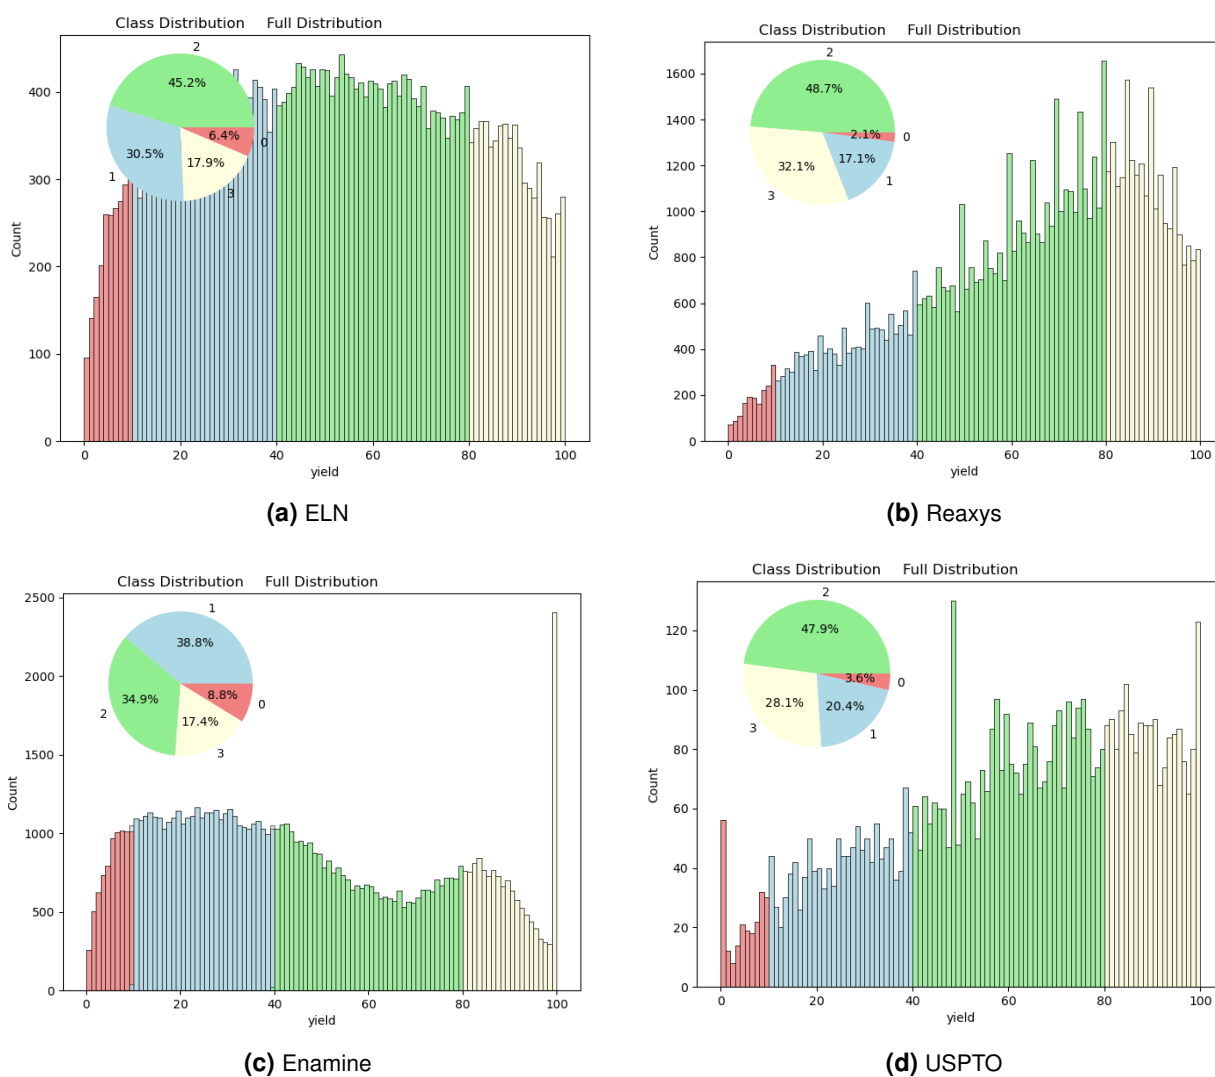 Class Distribution Full Distribution
2
45.2%
6.4%
0
30.5%
17.9%
1
3
400
300
200
100
0
Count
0 20 40 60 80 100
yield
(a) ELN
Class Distribution Full Distribution
2
48.7%
2.1%
0
17.1%
32.1%
1
3
1600
1400
1200
1000
800
600
400
200
0
Count
0 20 40 60 80 100
yield
(b) Reaxys
Class Distribution Full Distribution
1
38.8%
34.9%
8.8%
0
2
17.4%
3
2500
2000
1500
1000
500
0
Count
0 20 40 60 80 100
yield
(c) Enamine
Class Distribution Full Distribution
2
47.9%
3.6%
0
28.1%
20.4%
3
1
120
100
80
60
40
20
0
Count
0 20 40 60 80 100
yield
(d) USPTO